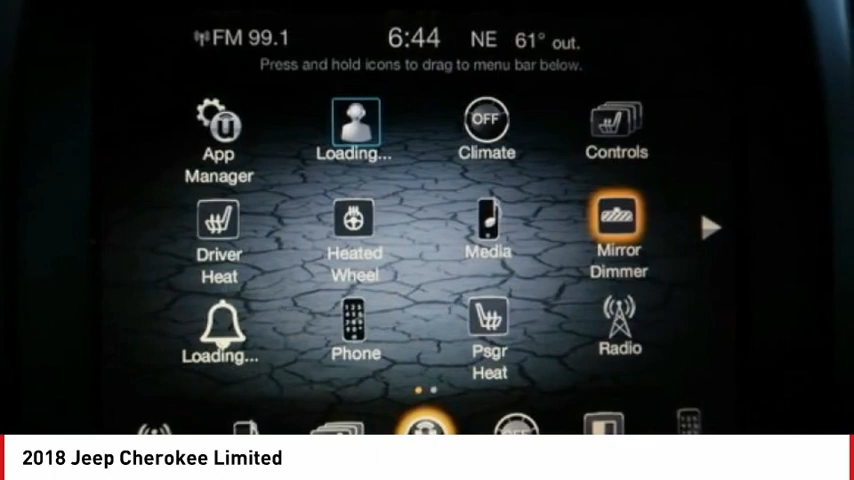 FM 99.1 6:44 NE 61° out.
Press and hold icons to drag to menu bar below.
App
Manager
Loading...
OFF
Climate
Controls
Driver
Heat
Heated
Wheel
Media
Mirror
Dimmer
Loading...
Phone
Psgr
Heat
Radio
OFF
2018 Jeep Cherokee Limited